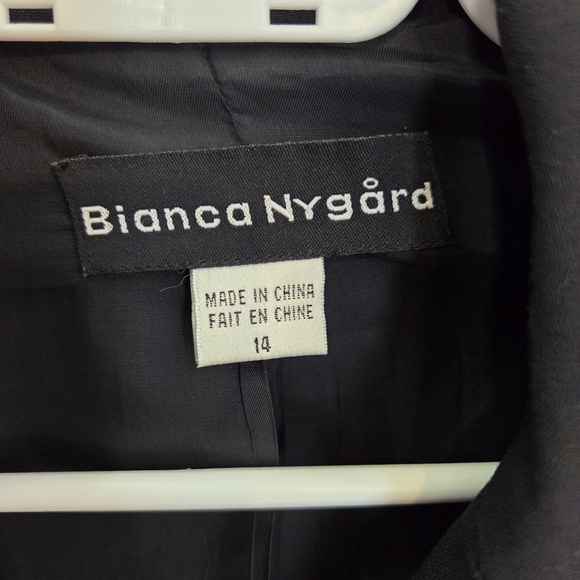 Bianca Nygård
MADE IN CHINA
FAIT EN CHINE
14